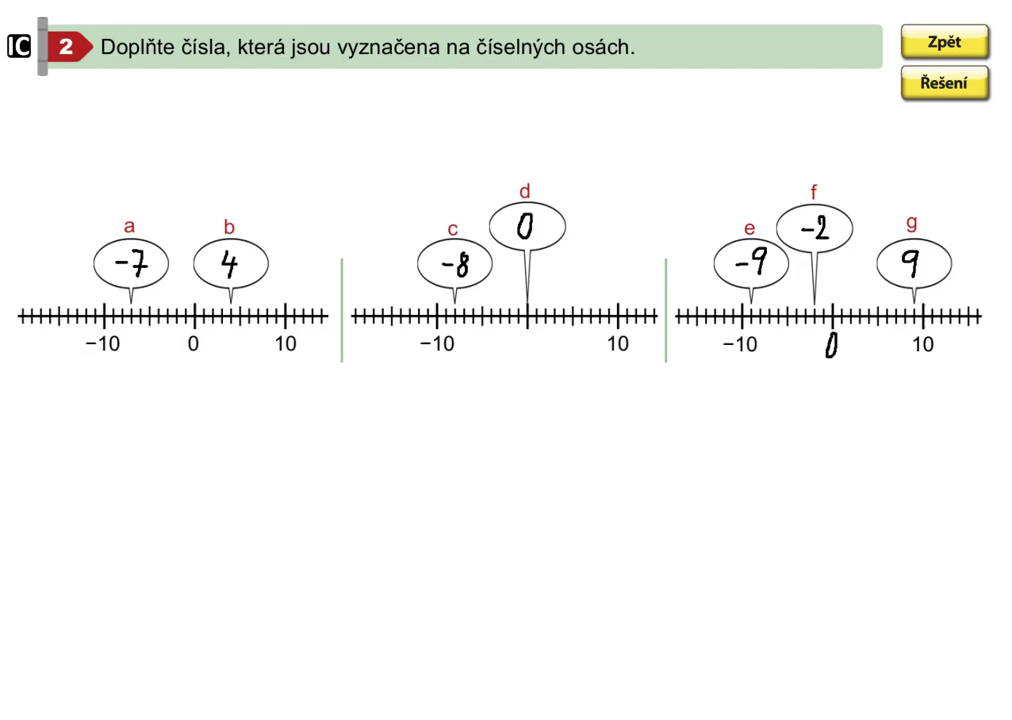 IC 2 Doplňte čísla, která jsou vyznačena na číselných osách.
Zpět
Řešení
a b c d e f g
-7 4 -8 0 -9 -2 9
−10 0 10 −10 10 −10 0 10